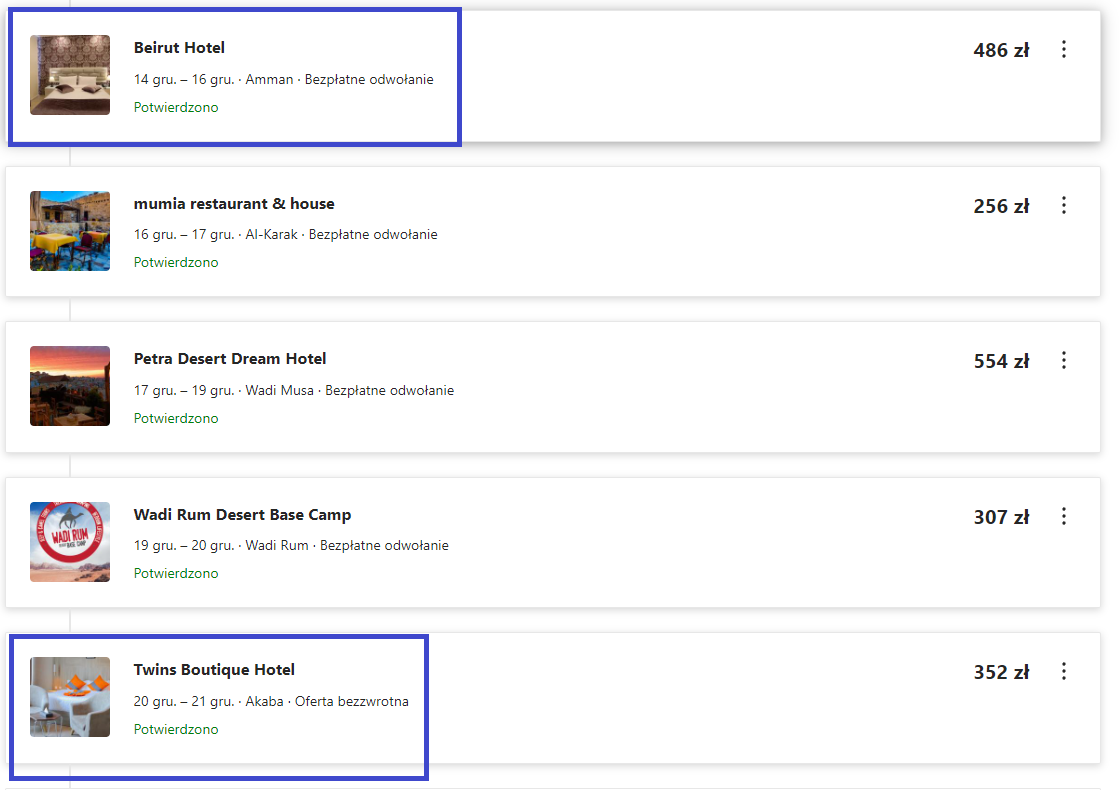 Beirut Hotel
486 zł
14 gru. – 16 gru. · Amman · Bezpłatne odwołanie
Potwierdzono
mumia restaurant & house
256 zł
16 gru. – 17 gru. · Al-Karak · Bezpłatne odwołanie
Potwierdzono
Petra Desert Dream Hotel
554 zł
17 gru. – 19 gru. · Wadi Musa · Bezpłatne odwołanie
Potwierdzono
Wadi Rum Desert Base Camp
307 zł
WADI RUM
19 gru. – 20 gru. · Wadi Rum · Bezpłatne odwołanie
Potwierdzono
Twins Boutique Hotel
352 zł
20 gru. – 21 gru. · Akaba · Oferta bezzwrotna
Potwierdzono